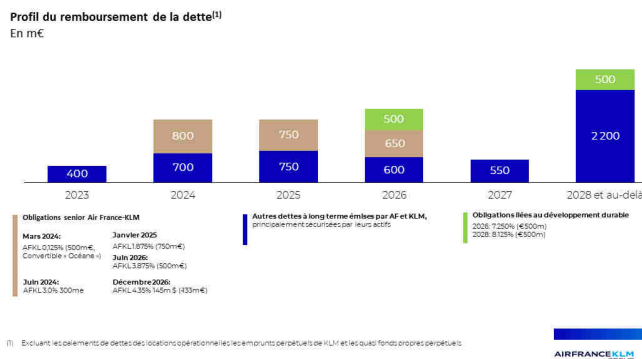 Profil du remboursement de la dette(1)
En m€
500
800
750
500
650
2 200
400
700
750
600
550
2023
2024
2025
2026
2027
2028 et au-delà
Obligations senior Air France-KLM
Mars 2024:
AFKL 0,125% (500m€,
Convertible « Océane »)
Juin 2024:
AFKL 3.0% 300me
Janvier 2025
AFKL 1.875% (750m€)
Juin 2026:
AFKL 3.875% (500m€)
Décembre 2026:
AFKL 4.35% 145m $ (133m€)
Autres dettes à long terme émises par AF et KLM,
principalement sécurisées par leurs actifs
Obligations liées au développement durable
2026: 7.250% (€500m)
2028: 8.125% (€500m)
(1) Excluant les paiements de dettes des locations opérationnelles les emprunts perpétuels de KLM et les quasi fonds propres perpétuels
AIRFRANCEKLM